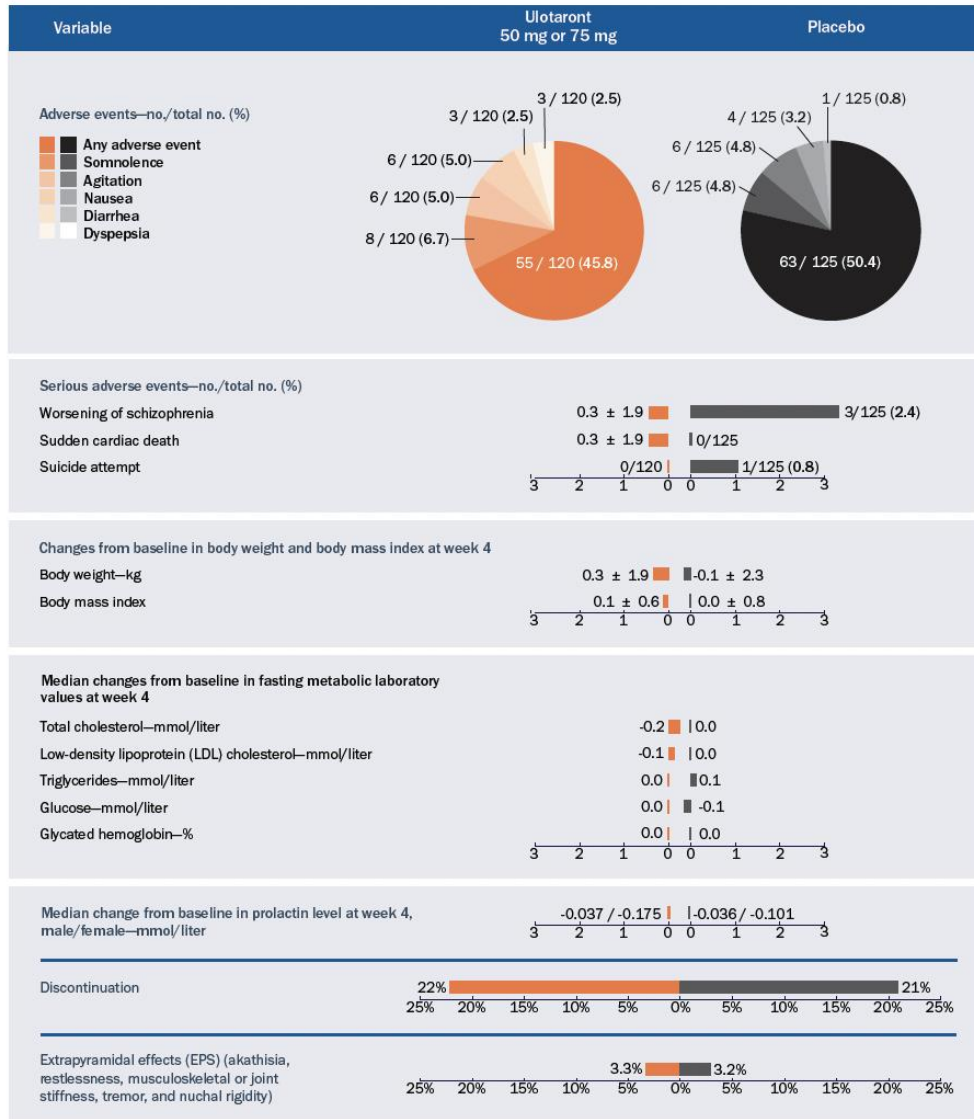 Variable
Ulotaront
50 mg or 75 mg
Placebo
Adverse events—no./total no. (%)
Any adverse event
Somnolence
Agitation
Nausea
Diarrhea
Dyspepsia
3 / 120 (2.5)
3 / 120 (2.5)
6 / 120 (5.0)
6 / 120 (5.0)
8 / 120 (6.7)
55 / 120 (45.8)
1 / 125 (0.8)
4 / 125 (3.2)
6 / 125 (4.8)
6 / 125 (4.8)
63 / 125 (50.4)
Serious adverse events—no./total no. (%)
Worsening of schizophrenia 0.3 ± 1.9 3/125 (2.4)
Sudden cardiac death 0.3 ± 1.9 0/125
Suicide attempt 0/120 1/125 (0.8)
3 2 1 0 0 1 2 3
Changes from baseline in body weight and body mass index at week 4
Body weight—kg 0.3 ± 1.9 -0.1 ± 2.3
Body mass index 0.1 ± 0.6 0.0 ± 0.8
3 2 1 0 0 1 2 3
Median changes from baseline in fasting metabolic laboratory
values at week 4
Total cholesterol—mmol/liter -0.2 0.0
Low-density lipoprotein (LDL) cholesterol—mmol/liter -0.1 0.0
Triglycerides—mmol/liter 0.0 0.1
Glucose—mmol/liter 0.0 -0.1
Glycated hemoglobin—% 0.0 0.0
3 2 1 0 0 1 2 3
Median change from baseline in prolactin level at week 4, -0.037 / -0.175 -0.036 / -0.101
male/female—mmol/liter 3 2 1 0 0 1 2 3
Discontinuation 22% 21%
25% 20% 15% 10% 5% 0% 5% 10% 15% 20% 25%
Extrapyramidal effects (EPS) (akathisia,
restlessness, musculoskeletal or joint 3.3% 3.2%
stiffness, tremor, and nuchal rigidity) 25% 20% 15% 10% 5% 0% 5% 10% 15% 20% 25%